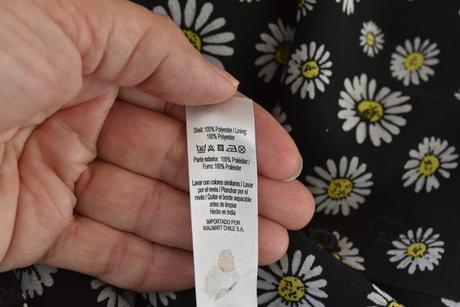 Shell: 100% Polyester / Lining:
100% Polyester
Parte exterior: 100% Poliéster /
Forro: 100% Poliéster
Lavar con colores similares / Lavar
por el revés / Planchar por el
revés / Quitar el borde separable
antes de limpiar
Hecho en India
IMPORTADO POR:
WALMART CHILE S.A.